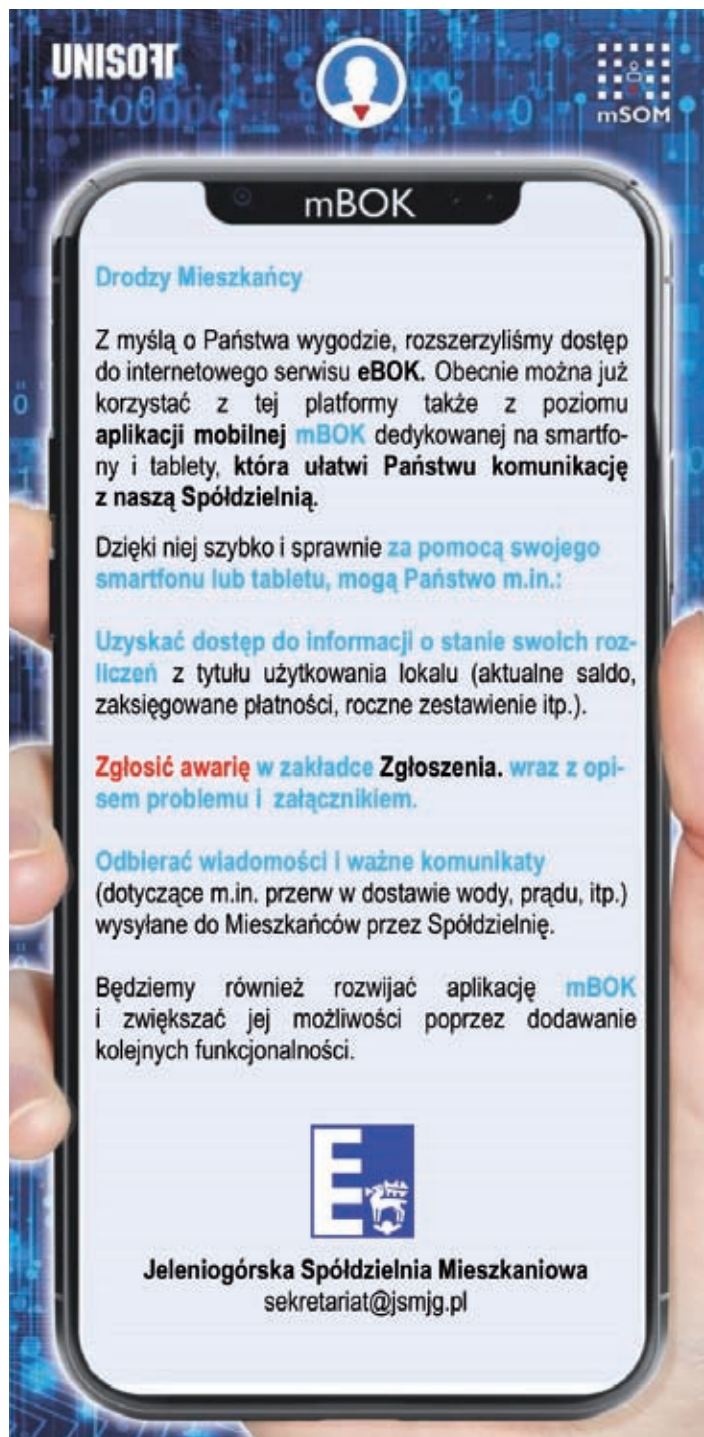 UNISOFT
mSOM
mBOK
Drodzy Mieszkańcy
Z myślą o Państwa wygodzie, rozszerzyliśmy dostęp
do internetowego serwisu eBOK. Obecnie można już
korzystać z tej platformy także z poziomu
aplikacji mobilnej mBOK dedykowanej na smartfo-
ny i tablety, która ułatwi Państwu komunikację
z naszą Spółdzielnią.
Dzięki niej szybko i sprawnie za pomocą swojego
smartfonu lub tabletu, mogą Państwo m.in.:
Uzyskać dostęp do informacji o stanie swoich roz-
liczeń z tytułu użytkowania lokalu (aktualne saldo,
zaksięgowane płatności, roczne zestawienie itp.).
Zgłosić awarię w zakładce Zgłoszenia. wraz z opi-
sem problemu i załącznikiem.
Odbierać wiadomości i ważne komunikaty
(dotyczące m.in. przerw w dostawie wody, prądu, itp.)
wysyłane do Mieszkańców przez Spółdzielnię.
Będziemy również rozwijać aplikację mBOK
i zwiększać jej możliwości poprzez dodawanie
kolejnych funkcjonalności.
Jeleniogórska Spółdzielnia Mieszkaniowa
sekretariat@jsmjg.pl